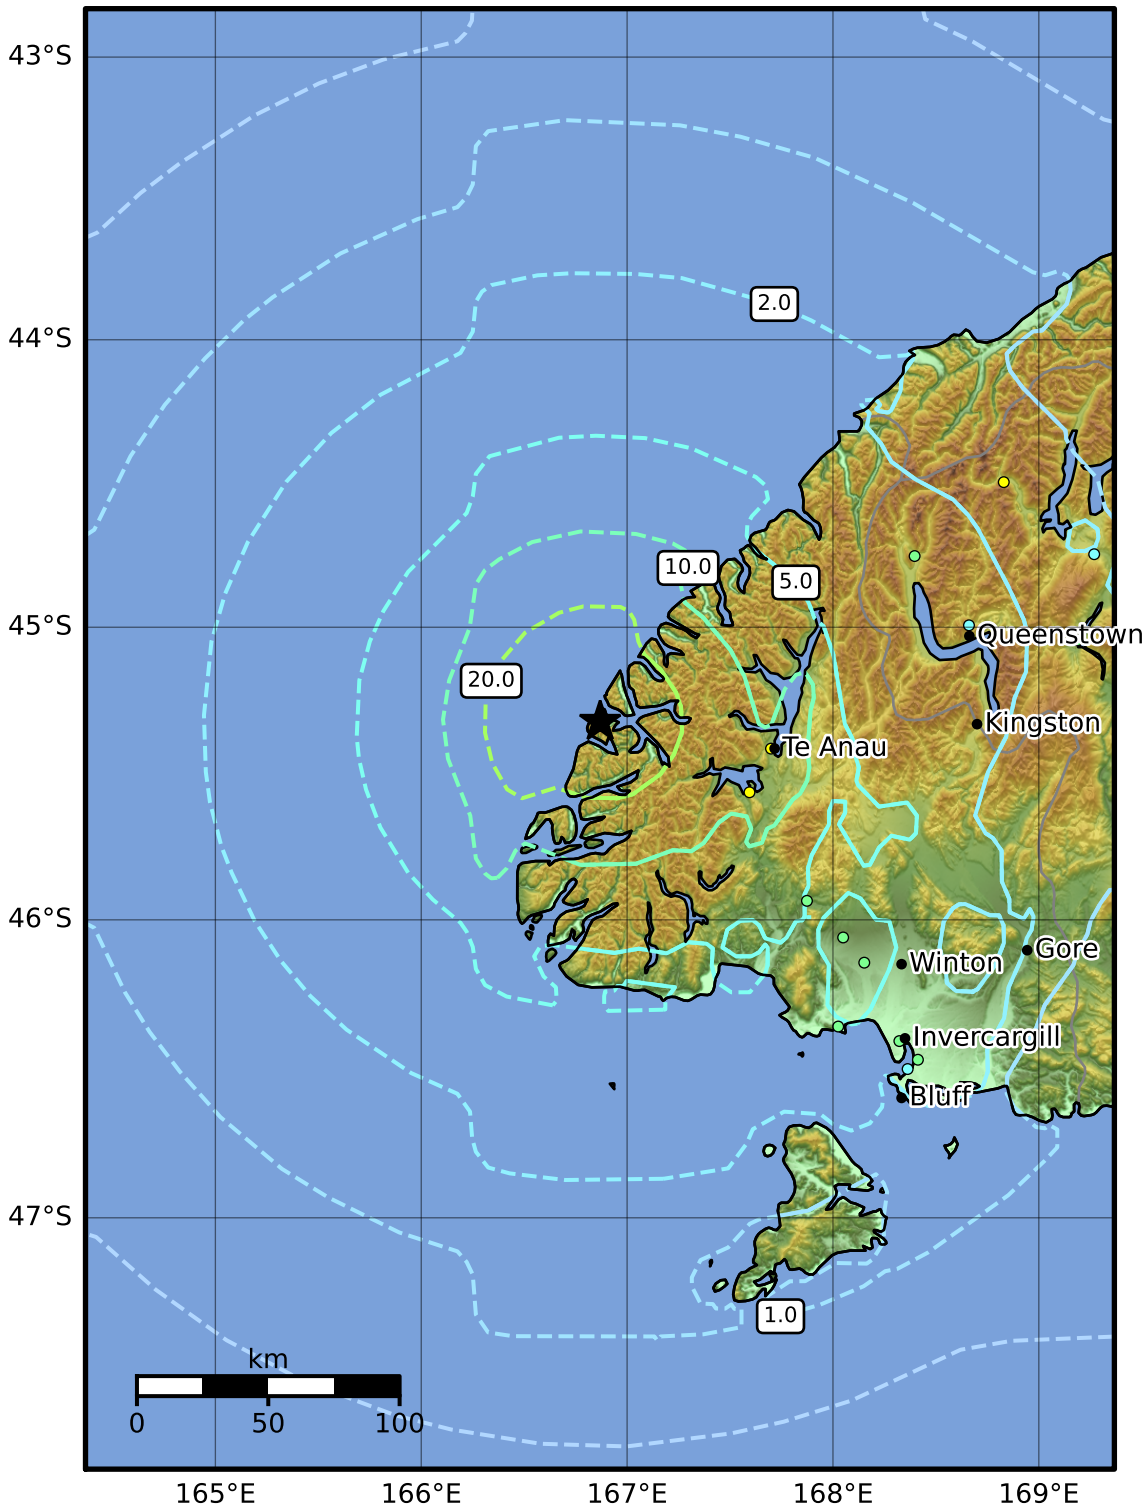 43°S
2.0
44°S
10.0
5.0
45°S
Queenstown
20.0
Kingston
Te Anau
46°S
Gore
Winton
Invercargill
Bluff
47°S
1.0
km
0 50 100
165°E 166°E 167°E 168°E 169°E